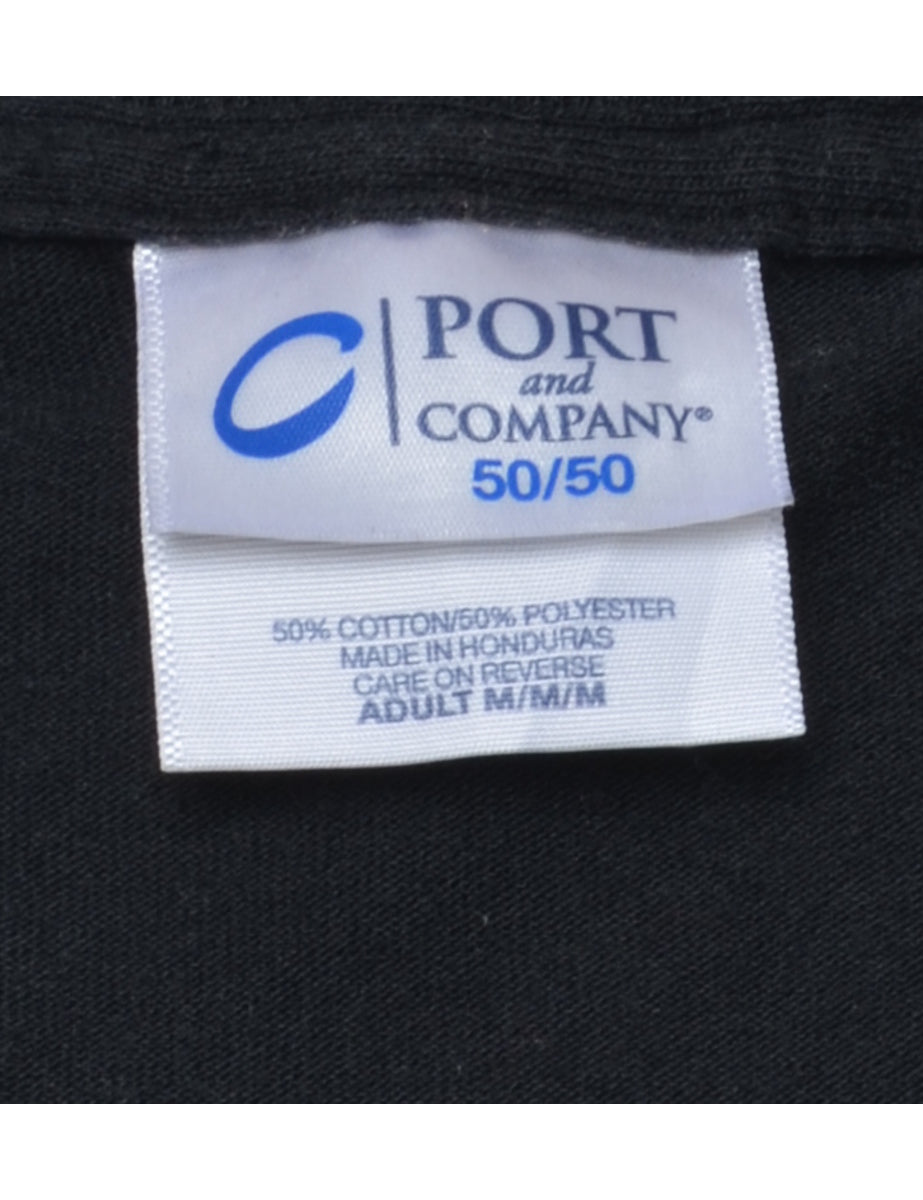 PORT
and
COMPANY®
50/50
50% COTTON/50% POLYESTER
MADE IN HONDURAS
CARE ON REVERSE
ADULT M/M/M